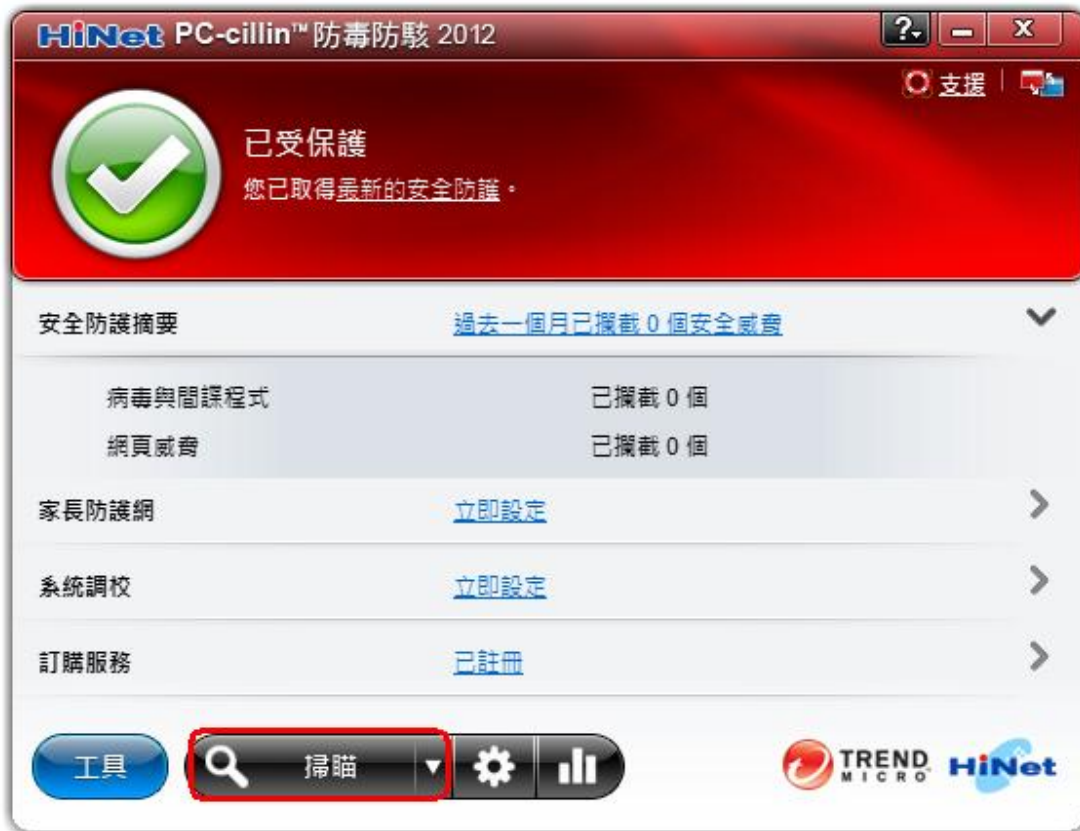 HiNet PC-cillin™防毒防駭 2012
支援
已受保護
您已取得最新的安全防護。
安全防護摘要 過去一個月已攔截 0 個安全威脅
病毒與間諜程式 已攔截 0 個
網頁威脅 已攔截 0 個
家長防護網 立即設定
系統調校 立即設定
訂購服務 已註冊
工具 掃瞄 TREND MICRO HiNet